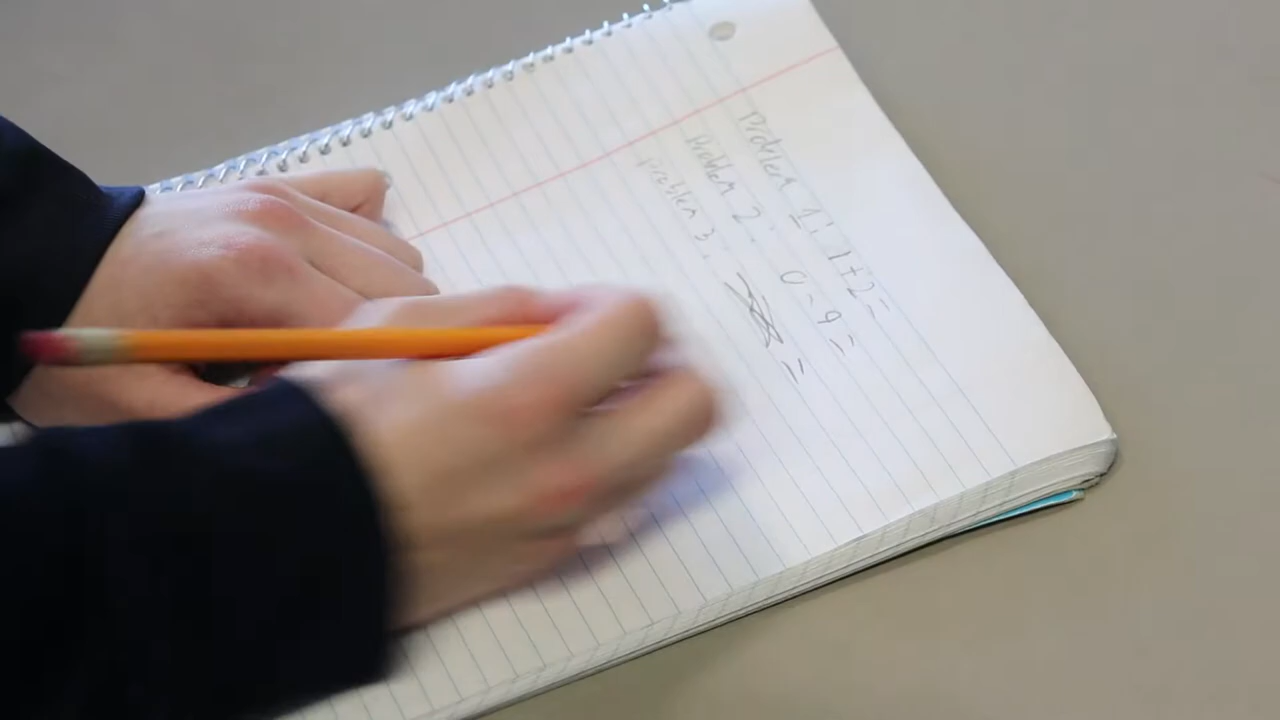 Problem 1: 1+2=
Problem 2: 0-9=
Problem 3: =